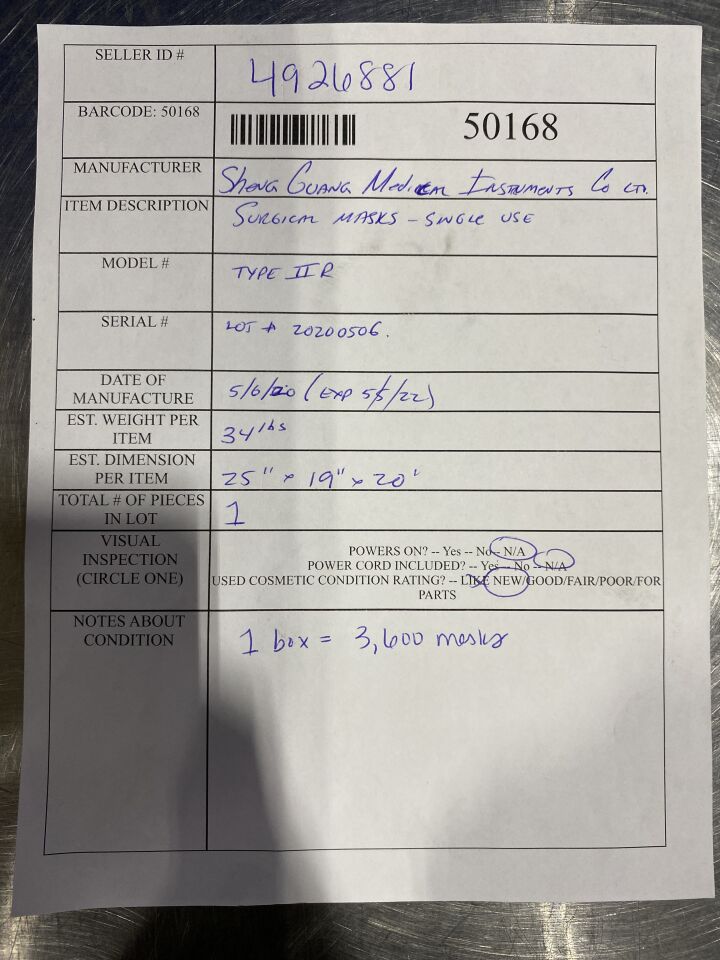 SELLER ID # 4926881
BARCODE: 50168 50168
MANUFACTURER Sheng Guang Medical Instruments Co LTD.
ITEM DESCRIPTION SURGICAL MASKS - SINGLE USE
MODEL # TYPE II R
SERIAL # LOT # 20200506.
DATE OF
MANUFACTURE 5/6/20 (EXP 5/5/22)
EST. WEIGHT PER
ITEM 34 lbs
EST. DIMENSION
PER ITEM 25" x 19" x 20'
TOTAL # OF PIECES
IN LOT 1
VISUAL
INSPECTION
(CIRCLE ONE)
POWERS ON? -- Yes -- No -- N/A
POWER CORD INCLUDED? -- Yes -- No -- N/A
USED COSMETIC CONDITION RATING? -- LIKE NEW/GOOD/FAIR/POOR/FOR
PARTS
NOTES ABOUT
CONDITION 1 box = 3,600 masks